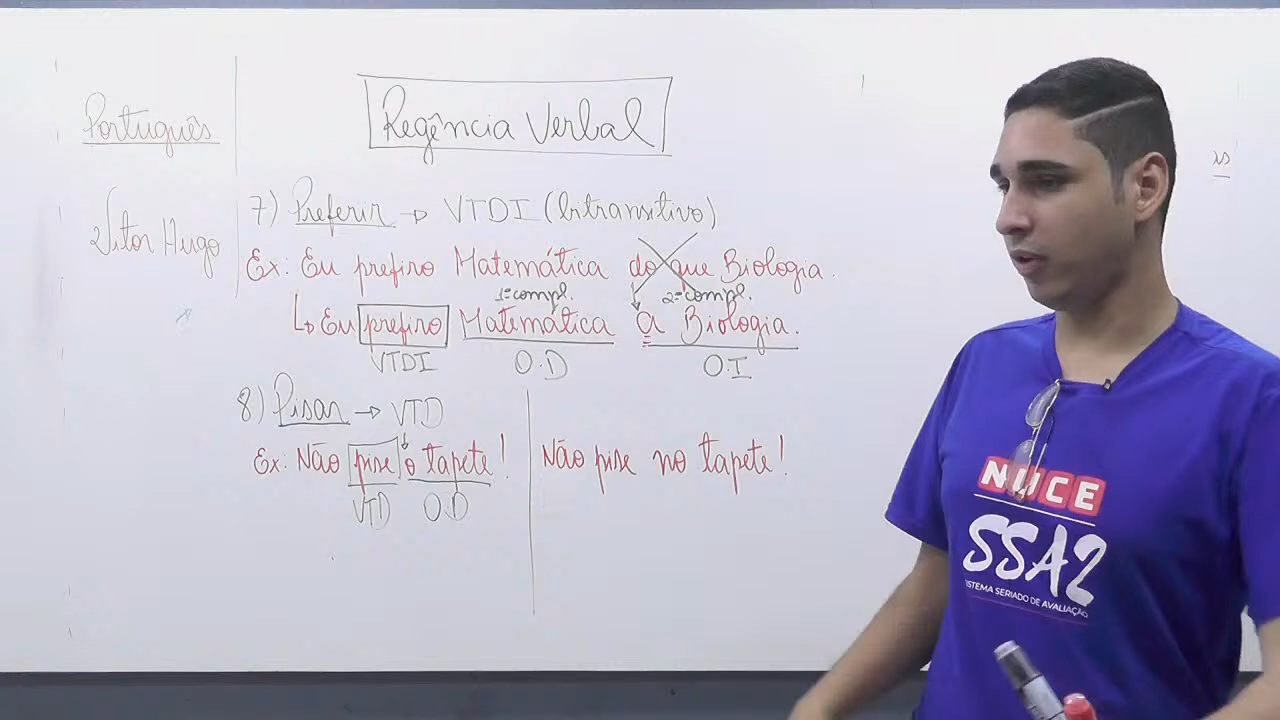 Português
Vitor Hugo
Regência Verbal
7) Preferir → VTDI (Bitransitivo)
Ex: Eu prefiro Matemática do que Biologia.
1º compl. 2º compl.
↳ Eu prefiro Matemática a Biologia.
VTDI O.D O.I
8) Pisar → VTD
Ex: Não pise o tapete!
VTD O.D
Não pise no tapete!
NUCE
SSA2
SISTEMA SERIADO DE AVALIAÇÃO